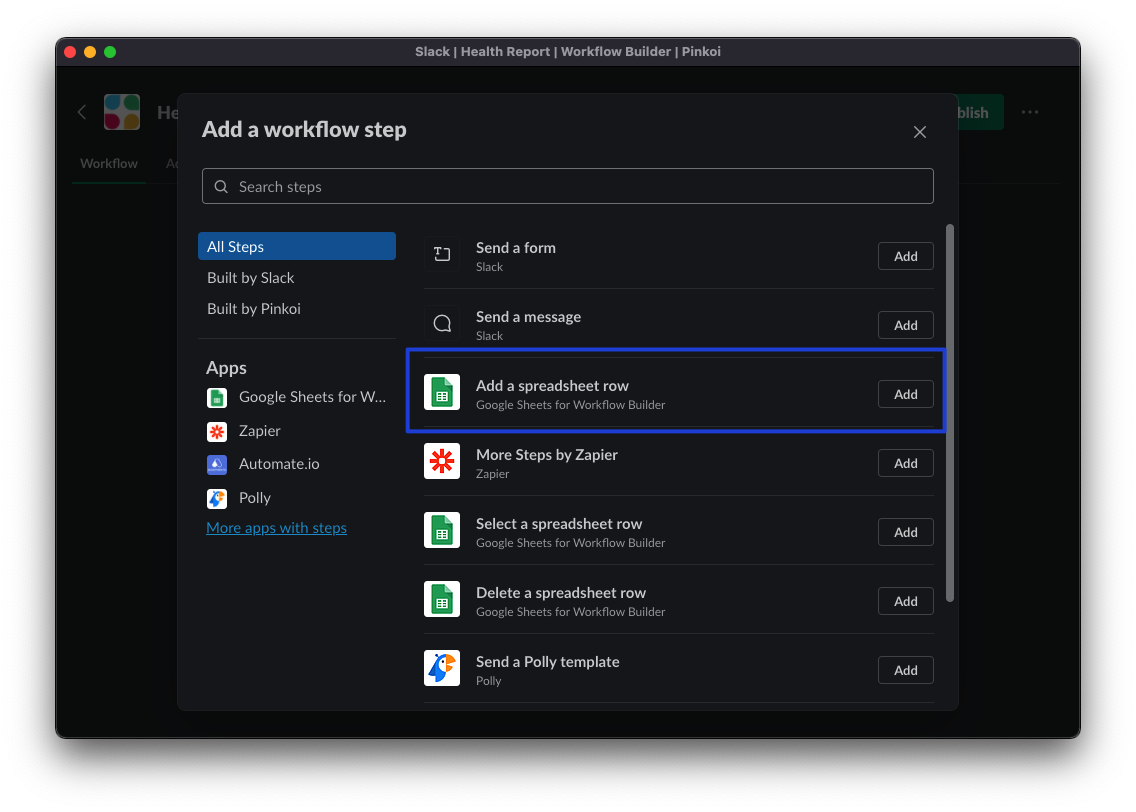 Slack | Health Report | Workflow Builder | Pinkoi
He
blish
Workflow
Add a workflow step
Search steps
All Steps
Built by Slack
Built by Pinkoi
Apps
Google Sheets for W...
Zapier
Automate.io
Polly
More apps with steps
Send a form
Slack
Add
Send a message
Slack
Add
Add a spreadsheet row
Google Sheets for Workflow Builder
Add
More Steps by Zapier
Zapier
Add
Select a spreadsheet row
Google Sheets for Workflow Builder
Add
Delete a spreadsheet row
Google Sheets for Workflow Builder
Add
Send a Polly template
Polly
Add